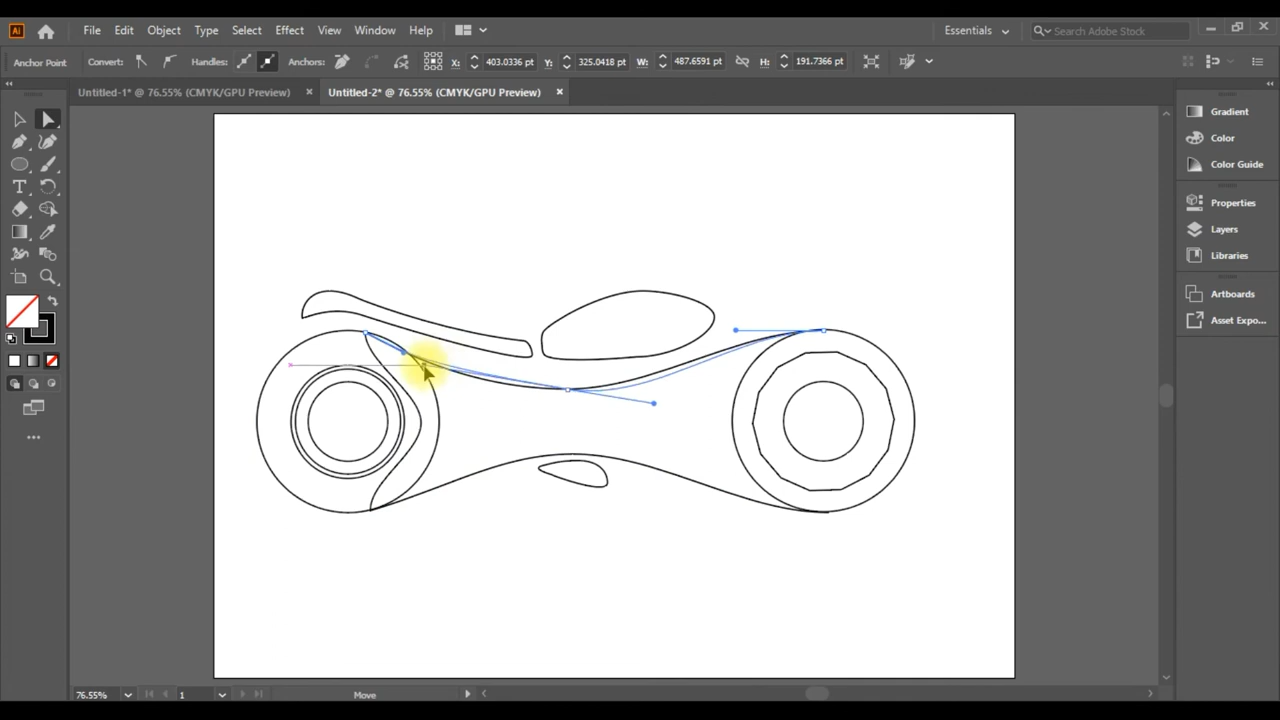 Ai File Edit Object Type Select Effect View Window Help Essentials Search Adobe Stock
Anchor Point Convert: Handles: Anchors: X: 403.0336 pt Y: 325.0418 pt W: 487.6591 pt H: 191.7366 pt
Untitled-1* @ 76.55% (CMYK/GPU Preview) Untitled-2* @ 76.55% (CMYK/GPU Preview)
Gradient
Color
Color Guide
Properties
Layers
Libraries
Artboards
Asset Expo...
76.55% 1 Move